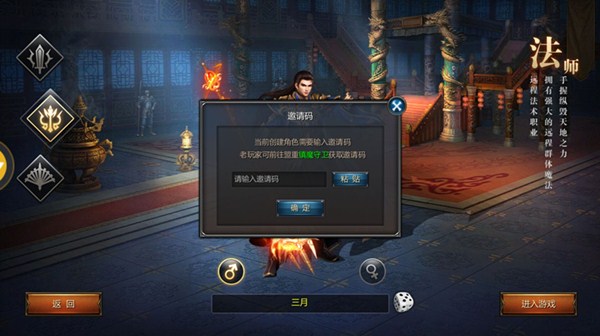 邀请码
当前创建角色需要输入邀请码
老玩家可前往盟重镇魔守卫获取邀请码
请输入邀请码
粘贴
确定
法师
手握纵毁天地之力
拥有强大的远程群体魔法
远程法术职业
返回
三月
进入游戏